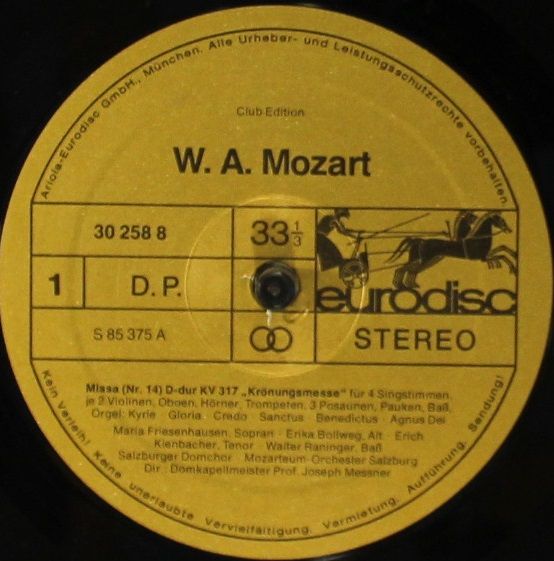 Ariola-Eurodisc GmbH., München. Alle Urheber- und Leistungsschutzrechte vorbehalten.
Club-Edition
W. A. Mozart
30 258 8
33 1/3
1
D. P.
eurodisc
S 85 375 A
STEREO
Missa (Nr. 14) D-dur KV 317 „Krönungsmesse" für 4 Singstimmen,
je 2 Violinen, Oboen, Hörner, Trompeten, 3 Posaunen, Pauken, Baß,
Orgel: Kyrie · Gloria · Credo · Sanctus · Benedictus · Agnus Dei
Maria Friesenhausen, Sopran · Erika Bollweg, Alt · Erich
Klenbacher, Tenor · Walter Raninger, Baß
Salzburger Domchor · Mozarteum-Orchester Salzburg
Dir.: Domkapellmeister Prof. Joseph Messner
Kein Verleih! Keine unerlaubte Vervielfältigung, Vermietung, Aufführung, Sendung!